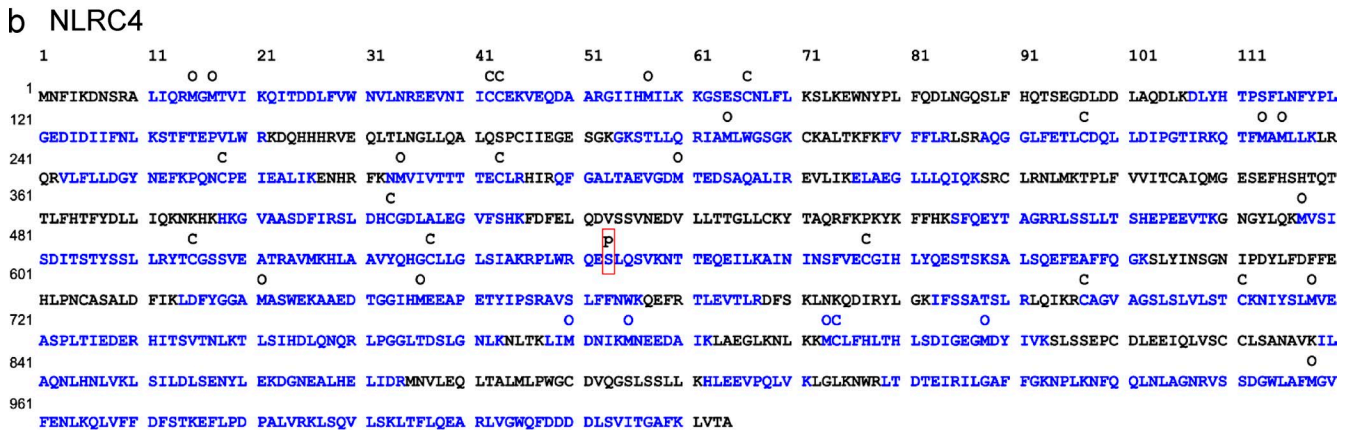 b NLRC4
1 11 21 31 41 51 61 71 81 91 101 111
o o CC o C
1 MNFIKDNSRA LIQRMGMTVI KQITDDLFVW NVLNREEVNI ICCEKVEQDA ARGIIHMILK KGSESCNLFL KSLKEWNYPL FQDLNGQSLF HQTSEGDLDD LAQDLKDLYH TPSFLNFYPL
121 o C o o
GEDIDIIFNL KSTFTEPVLW RKDQHHHRVE QLTLNGLLQA LQSPCIIEGE SGKGKSTLLQ RIAMLWGSGK CKALTKFKFV FFLRLSRAQG GLFETLCDQL LDIPGTIRKQ TFMAMLLKLR
241 C o C o
QRVLFLLDGY NEFKPQNCPE IEALIKENHR FKNMVIVTTT TECLRHIRQF GALTAEVGDM TEDSAQALIR EVLIKELAEG LLLQIQKSRC LRNLMKTPLF VVITCAIQMG ESEFHSHTQT
361 C o
TLFHTFYDLL IQKNKHKHKG VAASDFIRSL DHCGDLALEG VFSHKFDFEL QDVSSVNEDV LLTTGLLCKY TAQRFKPKYK FFHKSFQEYT AGRRLSSLLT SHEPEEVTKG NGYLQKMVSI
481 C C p C
SDITSTYSSL LRYTCGSSVE ATRAVMKHLA AVYQHGCLLG LSIAKRPLWR QESLQSVKNT TEQEILKAIN INSFVECGIH LYQESTSKSA LSQEFEAFFQ GKSLYINSGN IPDYLFDFFE
601 o o C C o
HLPNCASALD FIKLDFYGGA MASWEKAAED TGGIHMEEAP ETYIPSRAVS LFFNWKQEFR TLEVTLRDFS KLNKQDIRYL GKIFSSATSL RLQIKRCAGV AGSLSLVLST CKNIYSLMVE
721 o o oC o
ASPLTIEDER HITSVTNLKT LSIHDLQNQR LPGGLTDSLG NLKNLTKLIM DNIKMNEEDA IKLAEGLKNL KKMCLFHLTH LSDIGEGMDY IVKSLSSEPC DLEEIQLVSC CLSANAVKIL
841 o
AQNLHNLVKL SILDLSENYL EKDGNEALHE LIDRMNVLEQ LTALMLPWGC DVQGSLSSLL KHLEEVPQLV KLGLKNWRLT DTEIRILGAF FGKNPLKNFQ QLNLAGNRVS SDGWLAFMGV
961
FENLKQLVFF DFSTKEFLPD PALVRKLSQV LSKLTFLQEA RLVGWQFDDD DLSVITGAFK LVTA